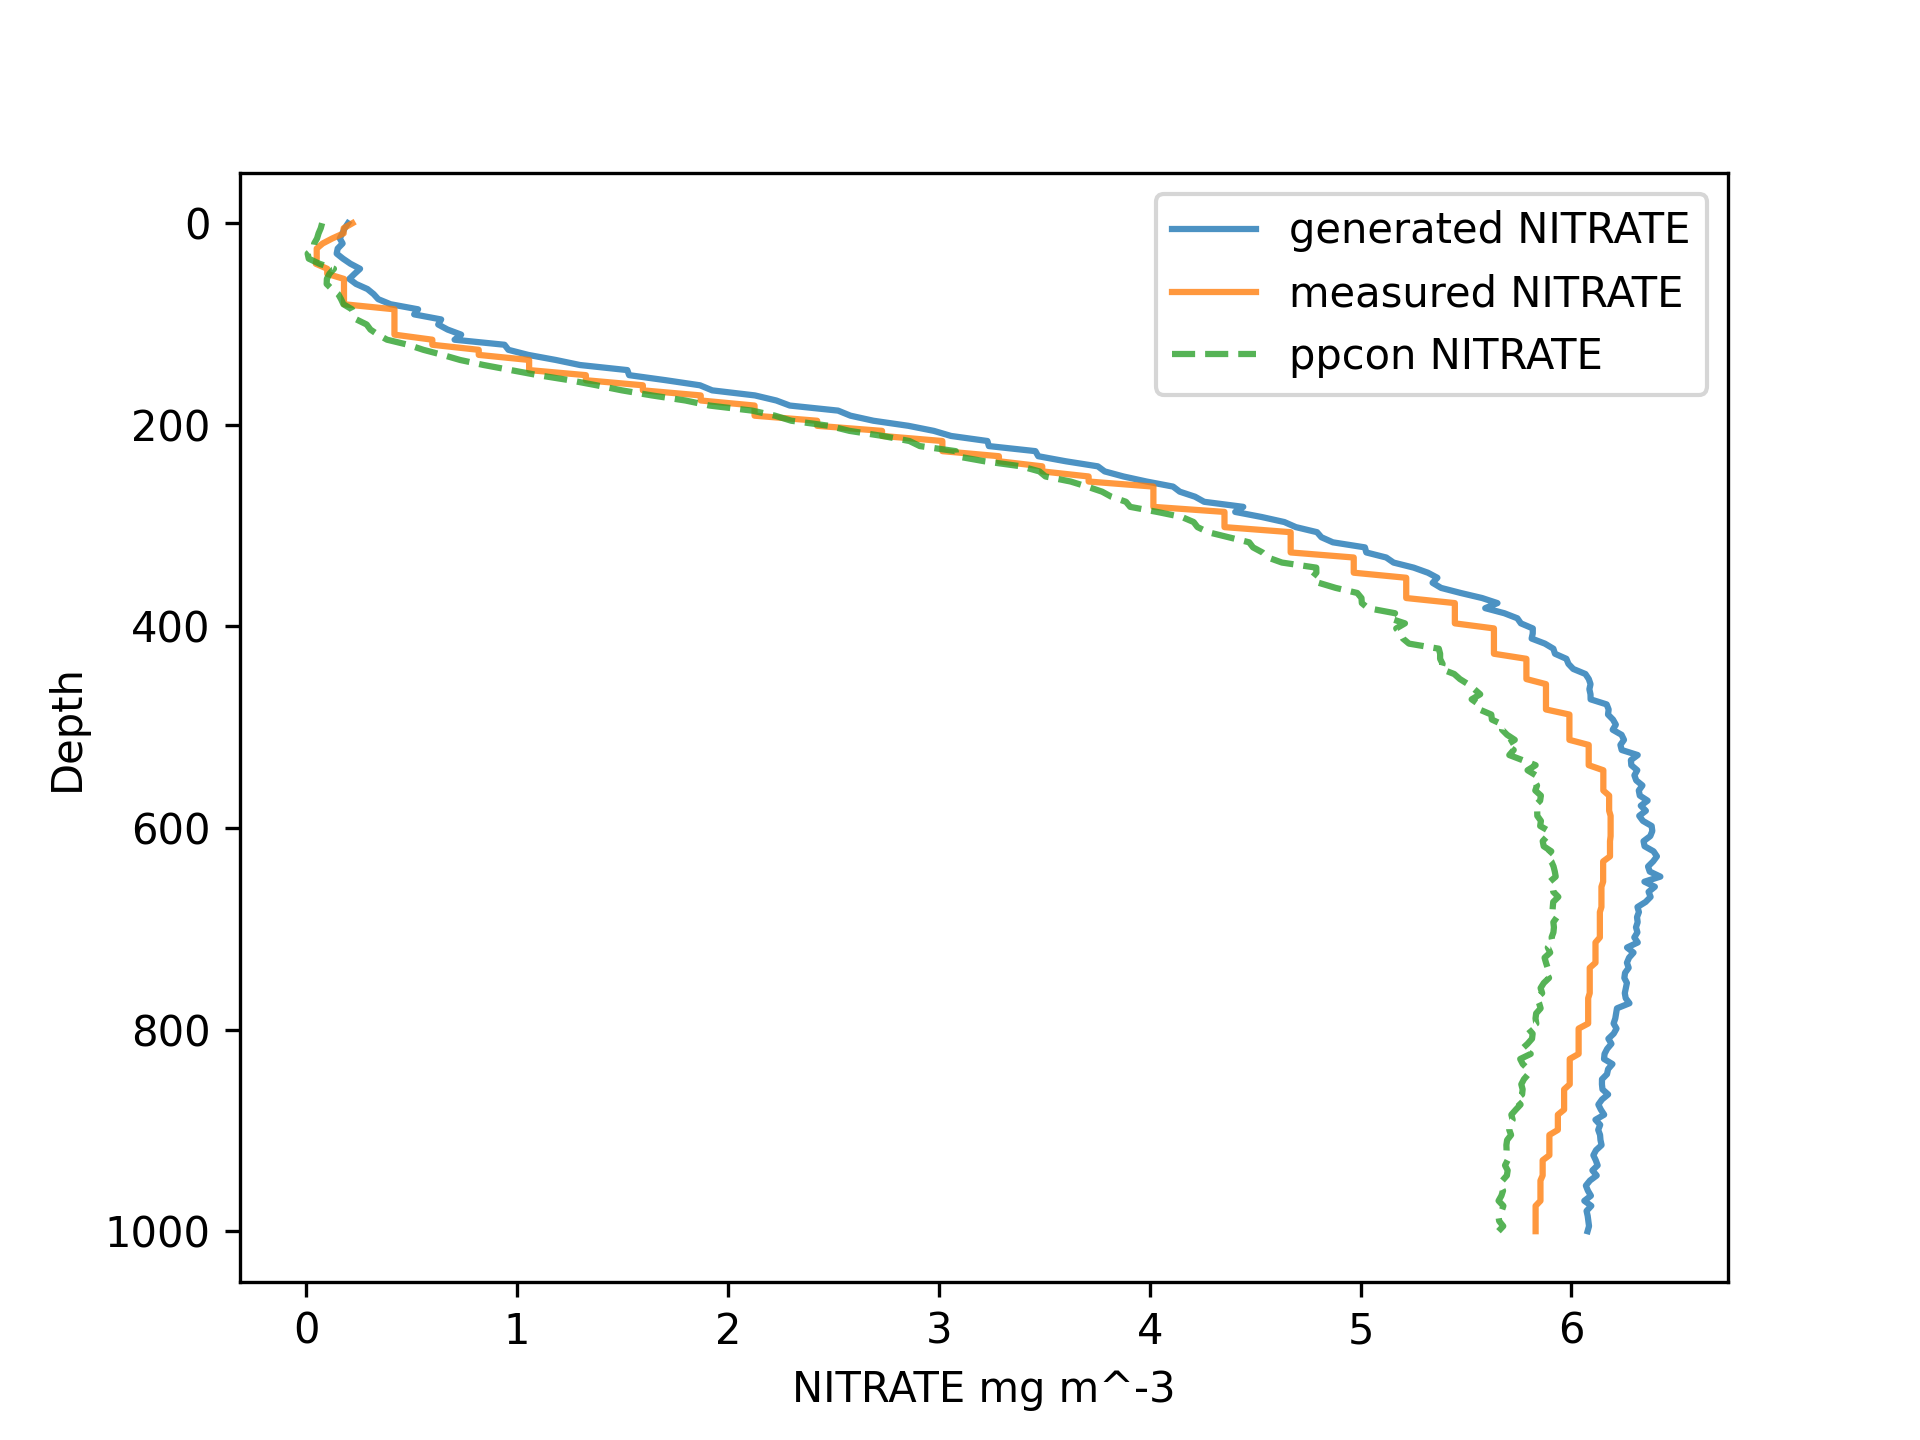 generated NITRATE
measured NITRATE
ppcon NITRATE
0
200
400
600
800
1000
Depth
0 1 2 3 4 5 6
NITRATE mg m^-3